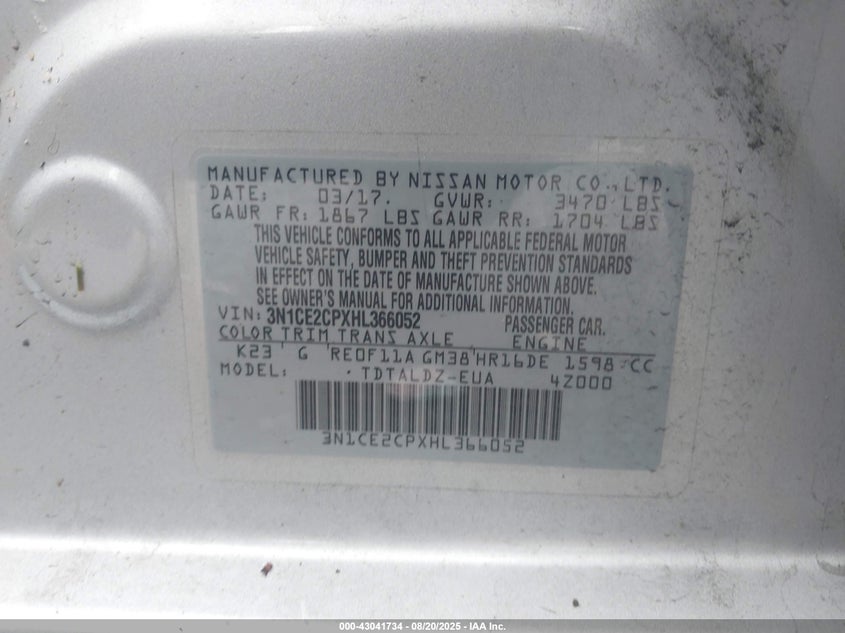 MANUFACTURED BY NISSAN MOTOR CO., LTD.
DATE: 03/17. GVWR: 3470 LBS
GAWR FR: 1867 LBS GAWR RR: 1704 LBS
THIS VEHICLE CONFORMS TO ALL APPLICABLE FEDERAL MOTOR
VEHICLE SAFETY, BUMPER AND THEFT PREVENTION STANDARDS
IN EFFECT ON THE DATE OF MANUFACTURE SHOWN ABOVE.
SEE OWNER'S MANUAL FOR ADDITIONAL INFORMATION.
VIN: 3N1CE2CPXHL366052 PASSENGER CAR.
COLOR TRIM TRANS AXLE ENGINE
K23 G RE0F11A GM38 HR16DE 1598 CC
MODEL: TDTALDZ-EUA 4Z000
3N1CE2CPXHL366052
000-43041734 - 08/20/2025 - IAA Inc.